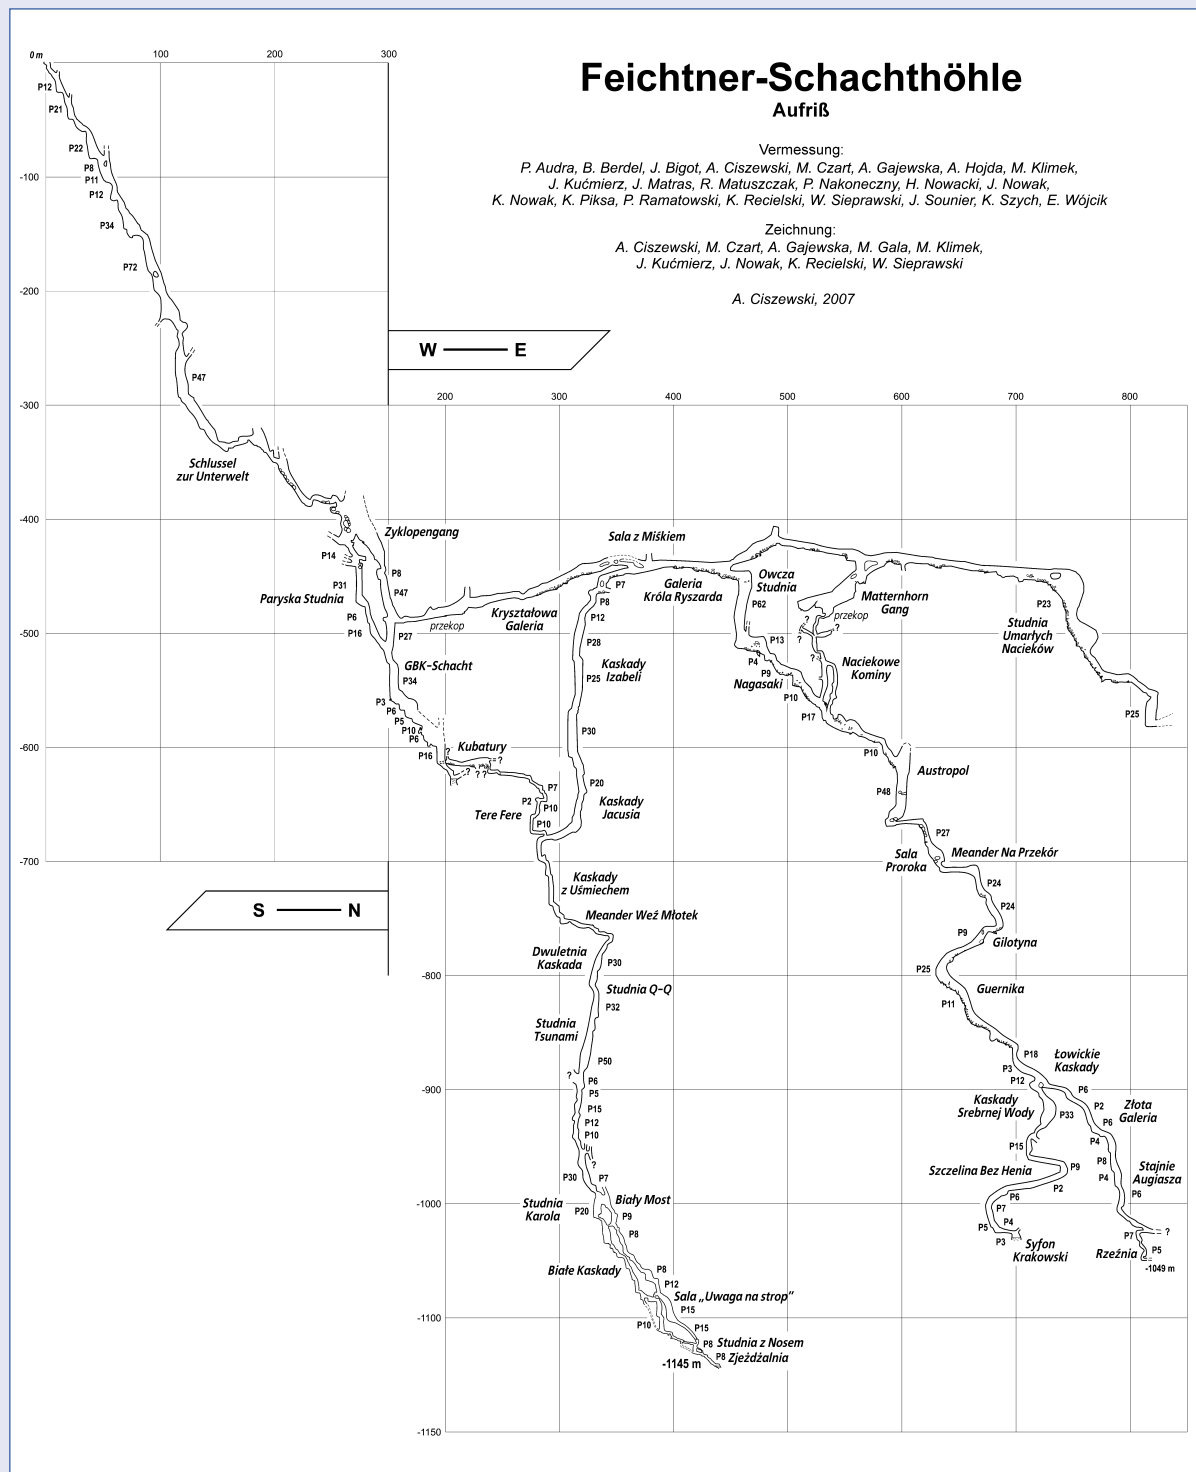 Feichtner-Schachthöhle
Aufriß
Vermessung:
P. Audra, B. Berdel, J. Bigot, A. Ciszewski, M. Czart, A. Gajewska, A. Hojda, M. Klimek,
J. Kućmierz, J. Matras, R. Matuszczak, P. Nakoneczny, H. Nowacki, J. Nowak,
K. Nowak, K. Piksa, P. Ramatowski, K. Recielski, W. Sieprawski, J. Sounier, K. Szych, E. Wójcik
Zeichnung:
A. Ciszewski, M. Czart, A. Gajewska, M. Gala, M. Klimek,
J. Kućmierz, J. Nowak, K. Recielski, W. Sieprawski
A. Ciszewski, 2007
0 m
100
200
300
P12
P21
P22
P8
P11
P12
P34
P72
P47
-100
-200
-300
-400
-500
-600
-700
W
E
200
300
400
500
600
700
800
Schlussel
zur Unterwelt
Zyklopengang
P14
P31
Paryska Studnia
P6
P16
P8
P47
P27
GBK-Schacht
P34
P3
P6
P5
P10
P6
P16
?
Kubatury
?
?
? ?
przekop
Kryształowa
Galeria
Sala z Miśkiem
P7
P8
P12
P28
Kaskady
Izabeli
P25
P30
P20
Kaskady
Jacusia
P7
P2
P10
Tere Fere
P10
Galeria
Króla Ryszarda
Owcza
Studnia
P62
P13
P4
P9
Nagasaki
P10
P17
Matternhorn
Gang
przekop
?
?
?
?
Naciekowe
Kominy
P10
Austropol
P48
P23
Studnia
Umarłych
Nacieków
P25
P27
Sala
Proroka
Meander Na Przekór
P24
P24
P9
Gilotyna
P25
Guernika
P11
P18
Łowickie
Kaskady
P3
P12
Kaskady
Srebrnej Wody
P33
P6
P2
Złota
Galeria
P6
P4
P15
P8
Szczelina Bez Henia
P9
P4
Stajnie
Augiasza
P2
P6
P6
P7
P5
P4
P3
Syfon
Krakowski
P7
?
Rzeźnia
P5
-1049 m
S
N
Kaskady
z Uśmiechem
Meander Weź Młotek
Dwuletnia
Kaskada
P30
Studnia Q-Q
P32
Studnia
Tsunami
P50
?
P6
P5
P15
P12
P10
?
P30
P7
Studnia
Karola
P20
Biały Most
P9
P8
Białe Kaskady
P8
P12
Sala „Uwaga na strop”
P15
P10
P15
P8
Studnia z Nosem
P8
Zjeżdżalnia
-1145 m
-800
-900
-1000
-1100
-1150